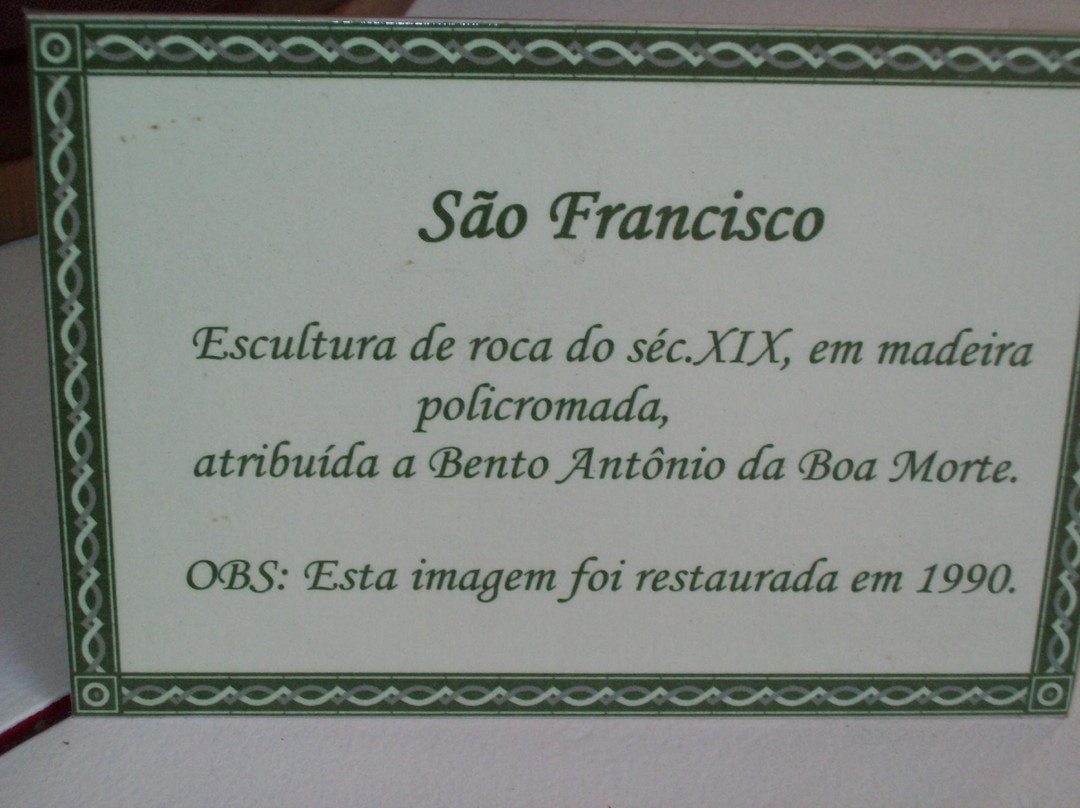 São Francisco
Escultura de roca do séc.XIX, em madeira
policromada,
atribuída a Bento Antônio da Boa Morte.
OBS: Esta imagem foi restaurada em 1990.